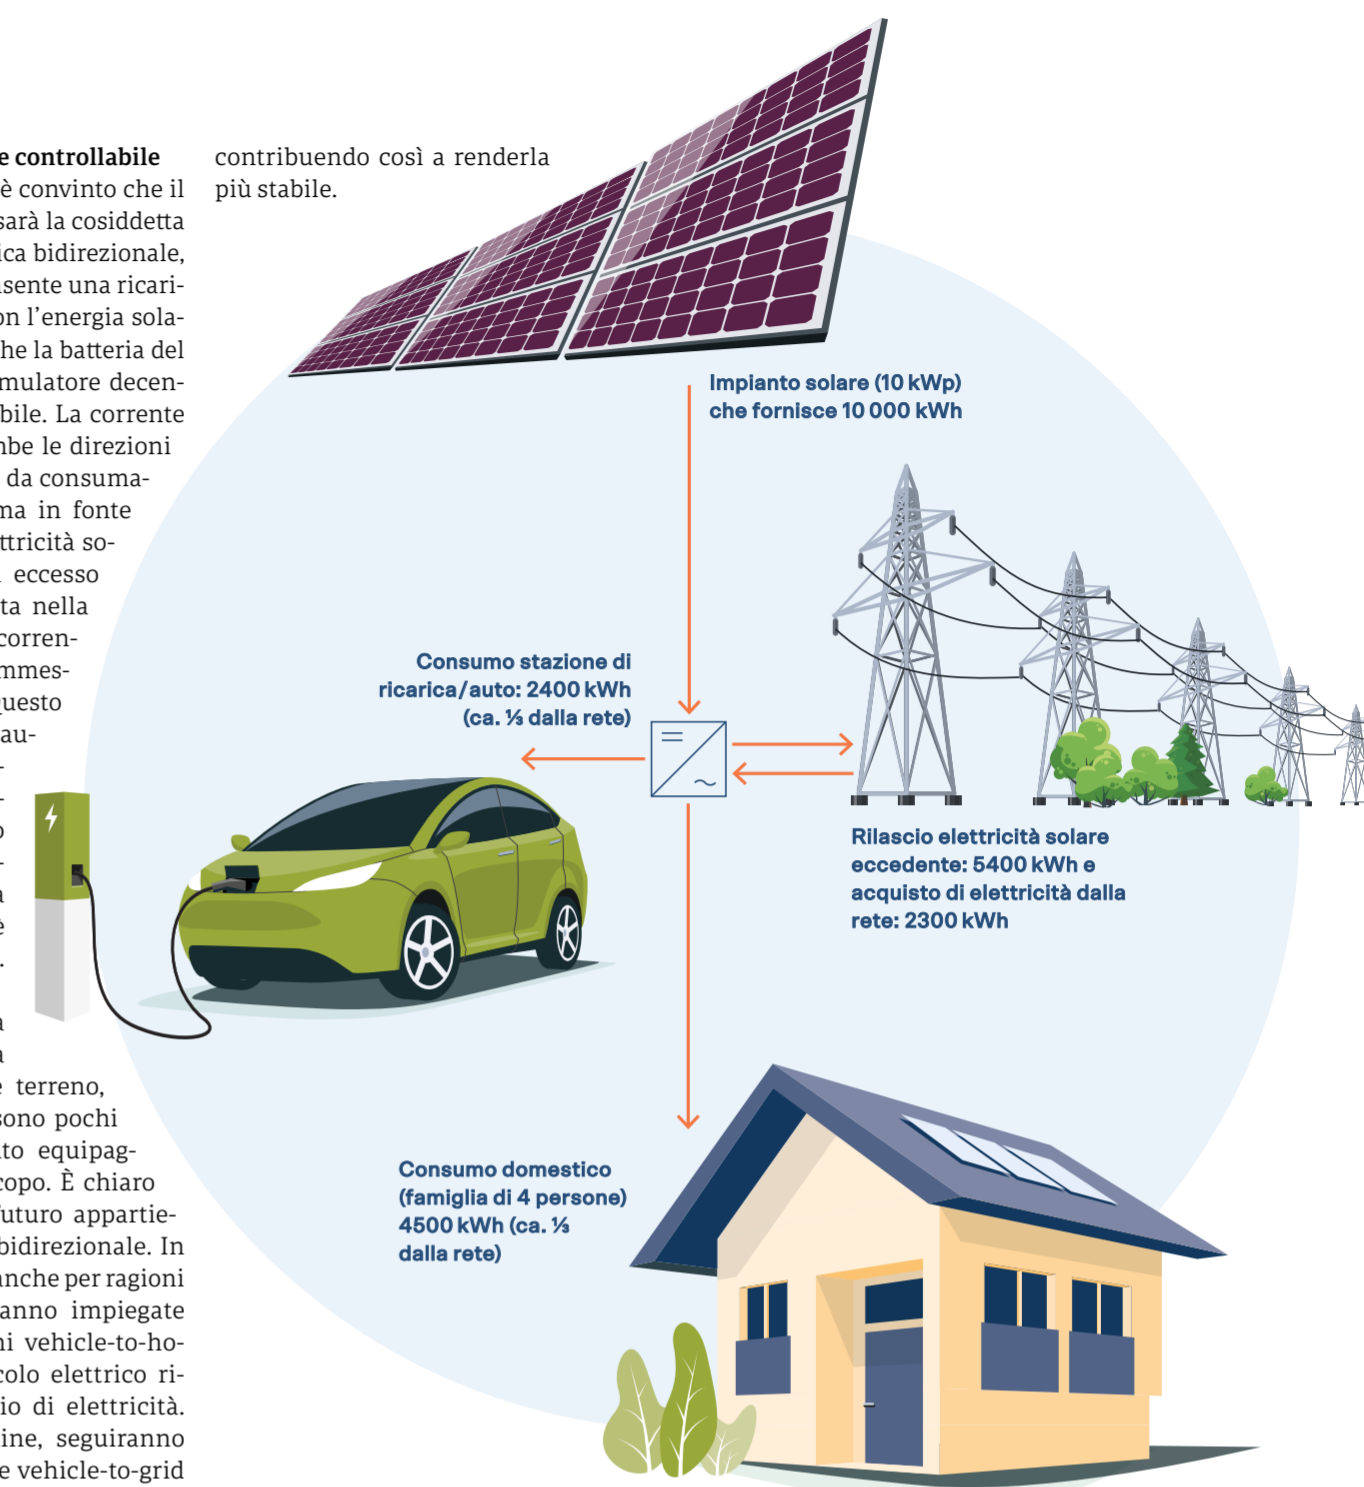 e controllabile
è convinto che il
sarà la cosiddetta
ica bidirezionale,
sente una ricari-
on l'energia sola-
he la batteria del
mulatore decen-
bile. La corrente
mbe le direzioni
da consuma-
ma in fonte
ttricità so-
eccesso
ta nella
corren-
mmes-
uesto
au-
-
-
o
-
a
è
.
a
a
e terreno,
sono pochi
to equipag-
copo. È chiaro
futuro appartie-
bidirezionale. In
anche per ragioni
anno impiegate
ni vehicle-to-ho-
colo elettrico ri-
io di elettricità.
ine, seguiranno
e vehicle-to-grid
contribuendo così a renderla
più stabile.
Impianto solare (10 kWp)
che fornisce 10 000 kWh
Consumo stazione di
ricarica/auto: 2400 kWh
(ca. ⅓ dalla rete)
Rilascio elettricità solare
eccedente: 5400 kWh e
acquisto di elettricità dalla
rete: 2300 kWh
Consumo domestico
(famiglia di 4 persone)
4500 kWh (ca. ⅓
dalla rete)